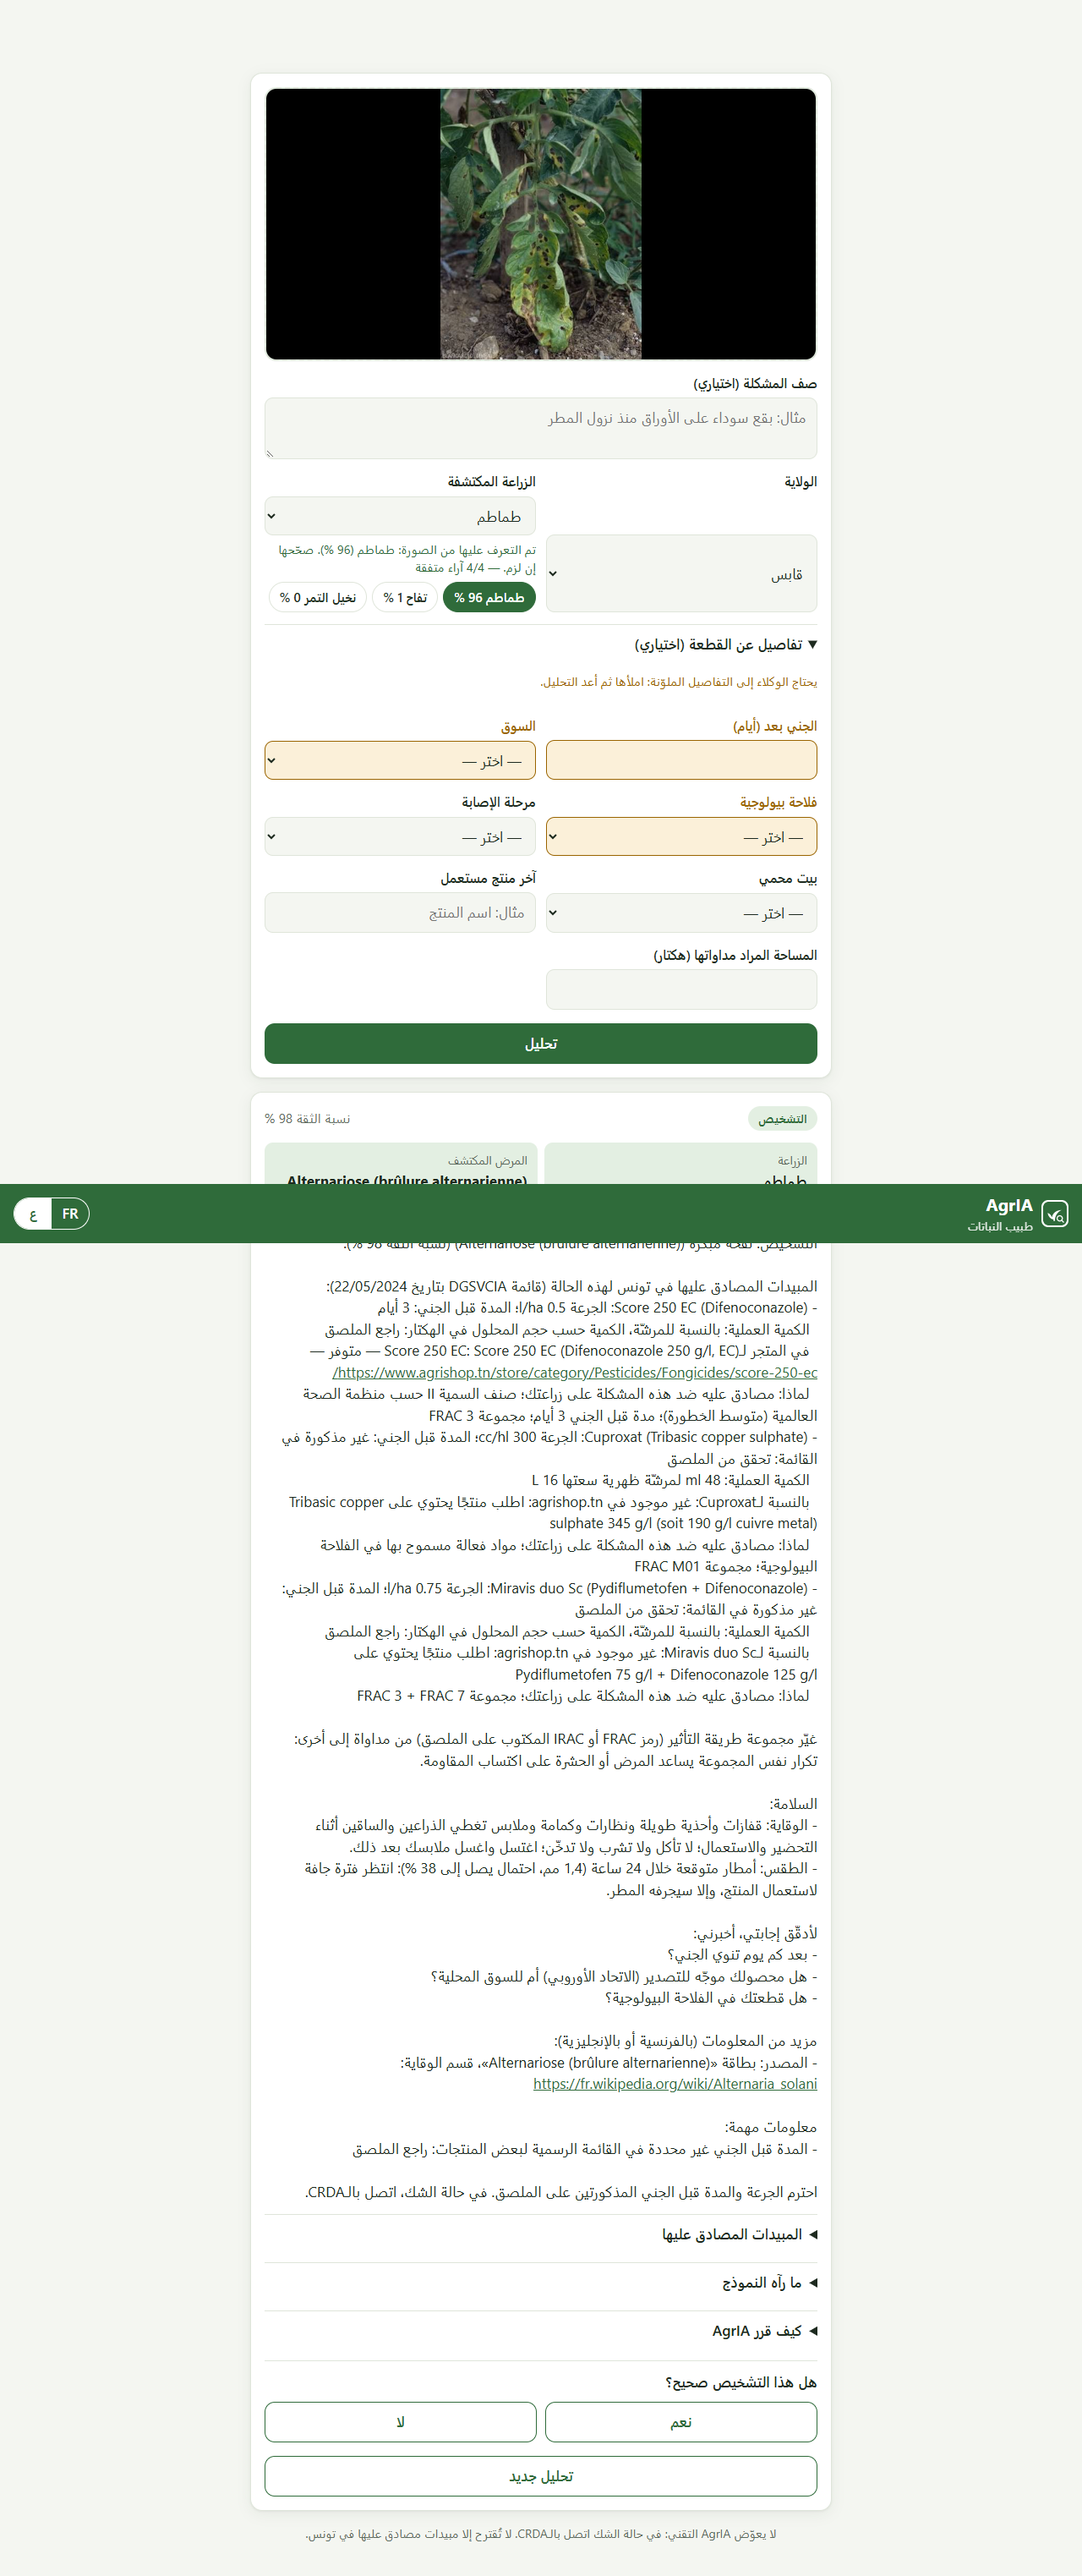 صف المشكلة (اختياري)
مثال: بقع سوداء على الأوراق منذ نزول المطر
الولاية
قابس
الزراعة المكتشفة
طماطم
تم التعرف عليها من الصورة: طماطم (96 %). صحّحها
إن لزم. — 4/4 آراء متفقة
طماطم 96 %
تفاح 1 %
نخيل التمر 0 %
▼ تفاصيل عن القطعة (اختياري)
يحتاج الوكلاء إلى التفاصيل الملوّنة: املأها ثم أعد التحليل.
الجني بعد (أيام)
السوق
— اختر —
فلاحة بيولوجية
— اختر —
مرحلة الإصابة
— اختر —
بيت محمي
— اختر —
آخر منتج مستعمل
مثال: اسم المنتج
المساحة المراد مداواتها (هكتار)
تحليل
التشخيص
نسبة الثقة 98 %
الزراعة
طماطم
المرض المكتشف
Alternariose (brûlure alternarienne)
AgrIA
طبيب النباتات
FR
ع
التشخيص: لفحة مبكرة (Alternariose (brûlure alternarienne)) (نسبة الثقة 98 %).
المبيدات المصادق عليها في تونس لهذه الحالة (قائمة DGSVCIA بتاريخ 22/05/2024):
- Score 250 EC (Difenoconazole): الجرعة 0.5 l/ha؛ المدة قبل الجني: 3 أيام
الكمية العملية: بالنسبة للمرشّة، الكمية حسب حجم المحلول في الهكتار: راجع الملصق
في المتجر لـScore 250 EC: Score 250 EC (Difenoconazole 250 g/l, EC) — متوفر —
https://www.agrishop.tn/store/category/Pesticides/Fongicides/score-250-ec/
لماذا: مصادق عليه ضد هذه المشكلة على زراعتك؛ صنف السمية II حسب منظمة الصحة
العالمية (متوسط الخطورة)؛ مدة قبل الجني 3 أيام؛ مجموعة FRAC 3
- Cuproxat (Tribasic copper sulphate): الجرعة 300 cc/hl؛ المدة قبل الجني: غير مذكورة في
القائمة: تحقق من الملصق
الكمية العملية: 48 ml لمرشّة ظهرية سعتها 16 L
بالنسبة لـCuproxat: غير موجود في agrishop.tn: اطلب منتجًا يحتوي على Tribasic copper
sulphate 345 g/l (soit 190 g/l cuivre metal)
لماذا: مصادق عليه ضد هذه المشكلة على زراعتك؛ مواد فعالة مسموح بها في الفلاحة
البيولوجية؛ مجموعة FRAC M01
- Miravis duo Sc (Pydiflumetofen + Difenoconazole): الجرعة 0.75 l/ha؛ المدة قبل الجني:
غير مذكورة في القائمة: تحقق من الملصق
الكمية العملية: بالنسبة للمرشّة، الكمية حسب حجم المحلول في الهكتار: راجع الملصق
بالنسبة لـMiravis duo Sc: غير موجود في agrishop.tn: اطلب منتجًا يحتوي على
Pydiflumetofen 75 g/l + Difenoconazole 125 g/l
لماذا: مصادق عليه ضد هذه المشكلة على زراعتك؛ مجموعة FRAC 3 + FRAC 7
غيّر مجموعة طريقة التأثير (رمز FRAC أو IRAC المكتوب على الملصق) من مداواة إلى أخرى:
تكرار نفس المجموعة يساعد المرض أو الحشرة على اكتساب المقاومة.
السلامة:
- الوقاية: قفازات وأحذية طويلة ونظارات وكمامة وملابس تغطي الذراعين والساقين أثناء
التحضير والاستعمال؛ لا تأكل ولا تشرب ولا تدخّن؛ اغتسل واغسل ملابسك بعد ذلك.
- الطقس: أمطار متوقعة خلال 24 ساعة (1,4 مم، احتمال يصل إلى 38 %): انتظر فترة جافة
لاستعمال المنتج، وإلا سيجرفه المطر.
لأدقّق إجابتي، أخبرني:
- بعد كم يوم تنوي الجني؟
- هل محصولك موجّه للتصدير (الاتحاد الأوروبي) أم للسوق المحلية؟
- هل قطعتك في الفلاحة البيولوجية؟
مزيد من المعلومات (بالفرنسية أو بالإنجليزية):
- المصدر: بطاقة «Alternariose (brûlure alternarienne)»، قسم الوقاية:
https://fr.wikipedia.org/wiki/Alternaria_solani
معلومات مهمة:
- المدة قبل الجني غير محددة في القائمة الرسمية لبعض المنتجات: راجع الملصق
احترم الجرعة والمدة قبل الجني المذكورتين على الملصق. في حالة الشك، اتصل بالـCRDA.
◀ المبيدات المصادق عليها
◀ ما رآه النموذج
◀ كيف قرر AgrIA
هل هذا التشخيص صحيح؟
نعم
لا
تحليل جديد
لا يعوّض AgrIA التقني: في حالة الشك اتصل بالـCRDA. لا تُقترح إلا مبيدات مصادق عليها في تونس.